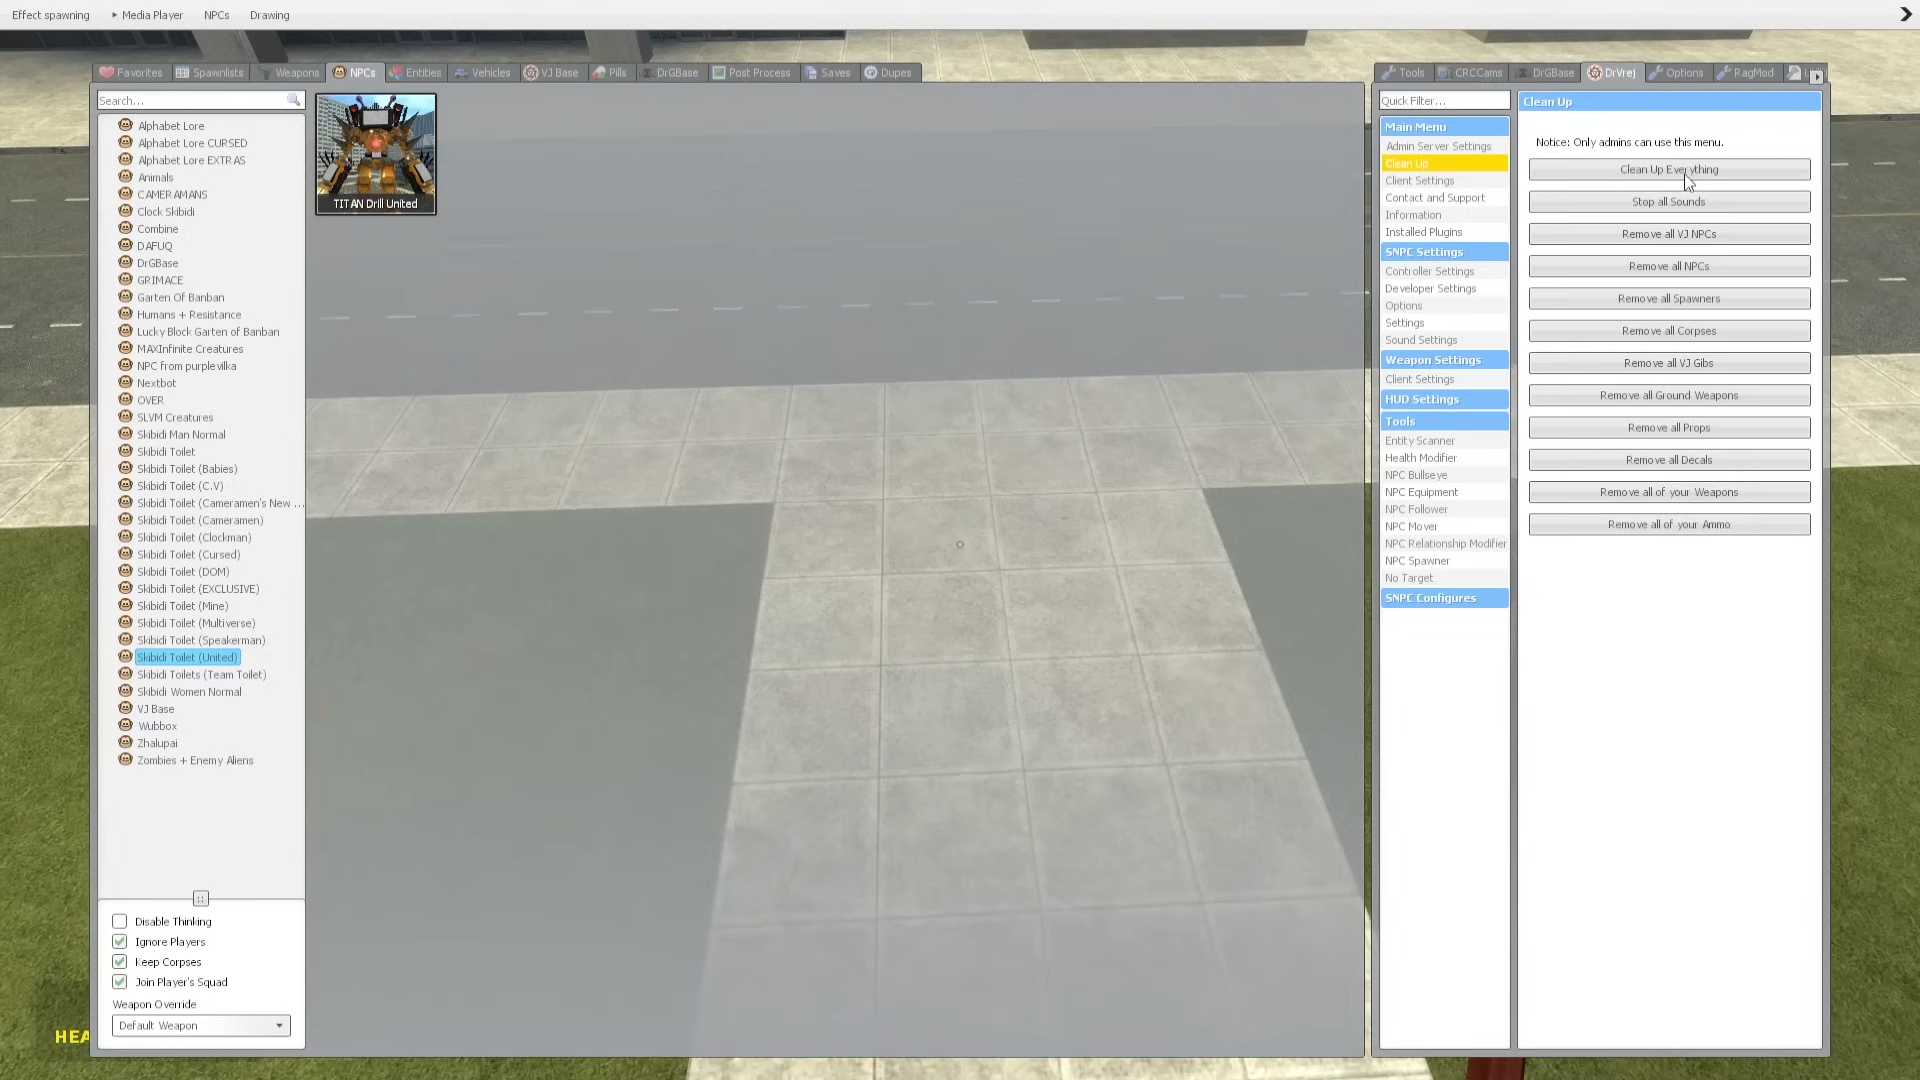 Effect spawning
Media Player
NPCs
Drawing
Favorites
Spawnlists
Weapons
NPCs
Entities
Vehicles
VJ Base
Pills
DrGBase
Post Process
Saves
Dupes
Search...
Alphabet Lore
Alphabet Lore CURSED
Alphabet Lore EXTRAS
Animals
CAMERAMANS
Clock Skibidi
Combine
DAFUQ
DrGBase
GRIMACE
Garten Of Banban
Humans + Resistance
Lucky Block Garten of Banban
MAXInfinite Creatures
NPC from purplevilka
Nextbot
OVER
SLVM Creatures
Skibidi Man Normal
Skibidi Toilet
Skibidi Toilet (Babies)
Skibidi Toilet (C.V)
Skibidi Toilet (Cameramen's New ...
Skibidi Toilet (Cameramen)
Skibidi Toilet (Clockman)
Skibidi Toilet (Cursed)
Skibidi Toilet (DOM)
Skibidi Toilet (EXCLUSIVE)
Skibidi Toilet (Mine)
Skibidi Toilet (Multiverse)
Skibidi Toilet (Speakerman)
Skibidi Toilet (United)
Skibidi Toilets (Team Toilet)
Skibidi Women Normal
VJ Base
Wubbox
Zhalupai
Zombies + Enemy Aliens
Disable Thinking
Ignore Players
Keep Corpses
Join Player's Squad
Weapon Override
Default Weapon
HEA
TITAN Drill United
Tools
CRCCams
DrGBase
DrVrej
Options
RagMod
Quick Filter...
Main Menu
Admin Server Settings
Clean Up
Client Settings
Contact and Support
Information
Installed Plugins
SNPC Settings
Controller Settings
Developer Settings
Options
Settings
Sound Settings
Weapon Settings
Client Settings
HUD Settings
Tools
Entity Scanner
Health Modifier
NPC Bullseye
NPC Equipment
NPC Follower
NPC Mover
NPC Relationship Modifier
NPC Spawner
No Target
SNPC Configures
Clean Up
Notice: Only admins can use this menu.
Clean Up Everything
Stop all Sounds
Remove all VJ NPCs
Remove all NPCs
Remove all Spawners
Remove all Corpses
Remove all VJ Gibs
Remove all Ground Weapons
Remove all Props
Remove all Decals
Remove all of your Weapons
Remove all of your Ammo